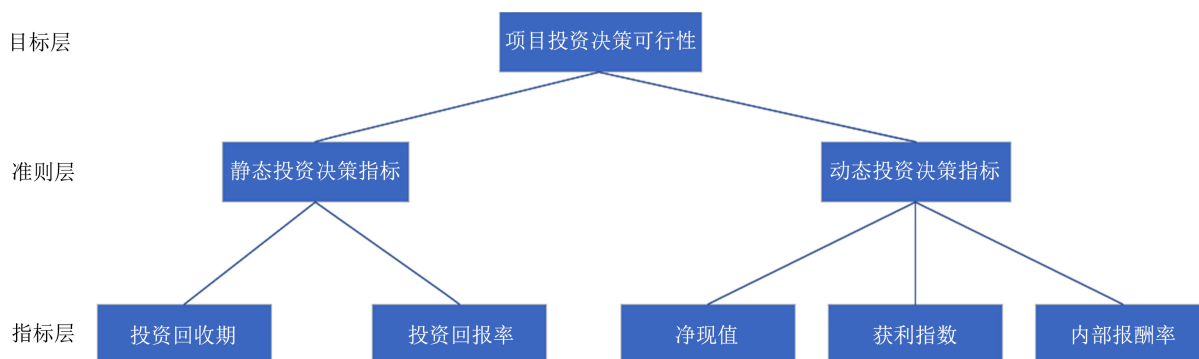 目标层
项目投资决策可行性
准则层
静态投资决策指标
动态投资决策指标
指标层
投资回收期
投资回报率
净现值
获利指数
内部报酬率